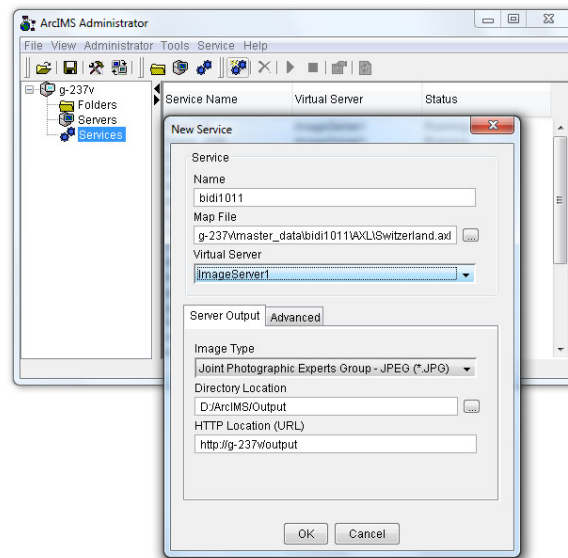 ArcIMS Administrator
File View Administrator Tools Service Help
g-237v
Folders
Servers
Services
Service Name Virtual Server Status
New Service
Service
Name
bidi1011
Map File
g-237v\master_data\bidi1011\AXL\Switzerland.axl
...
Virtual Server
ImageServer1
Server Output Advanced
Image Type
Joint Photographic Experts Group - JPEG (*.JPG)
Directory Location
D:/ArcIMS/Output
...
HTTP Location (URL)
http://g-237v/output
OK Cancel